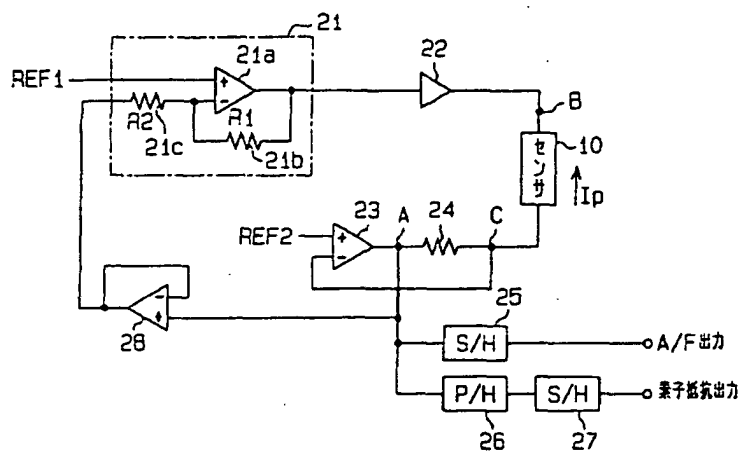 21
REF1
21a
+
-
R2
R1
21c
21b
22
B
センサ
10
Ip
23
A
24
C
REF2
+
-
-
+
28
25
S/H
A/F出力
P/H
S/H
素子抵抗出力
26
27